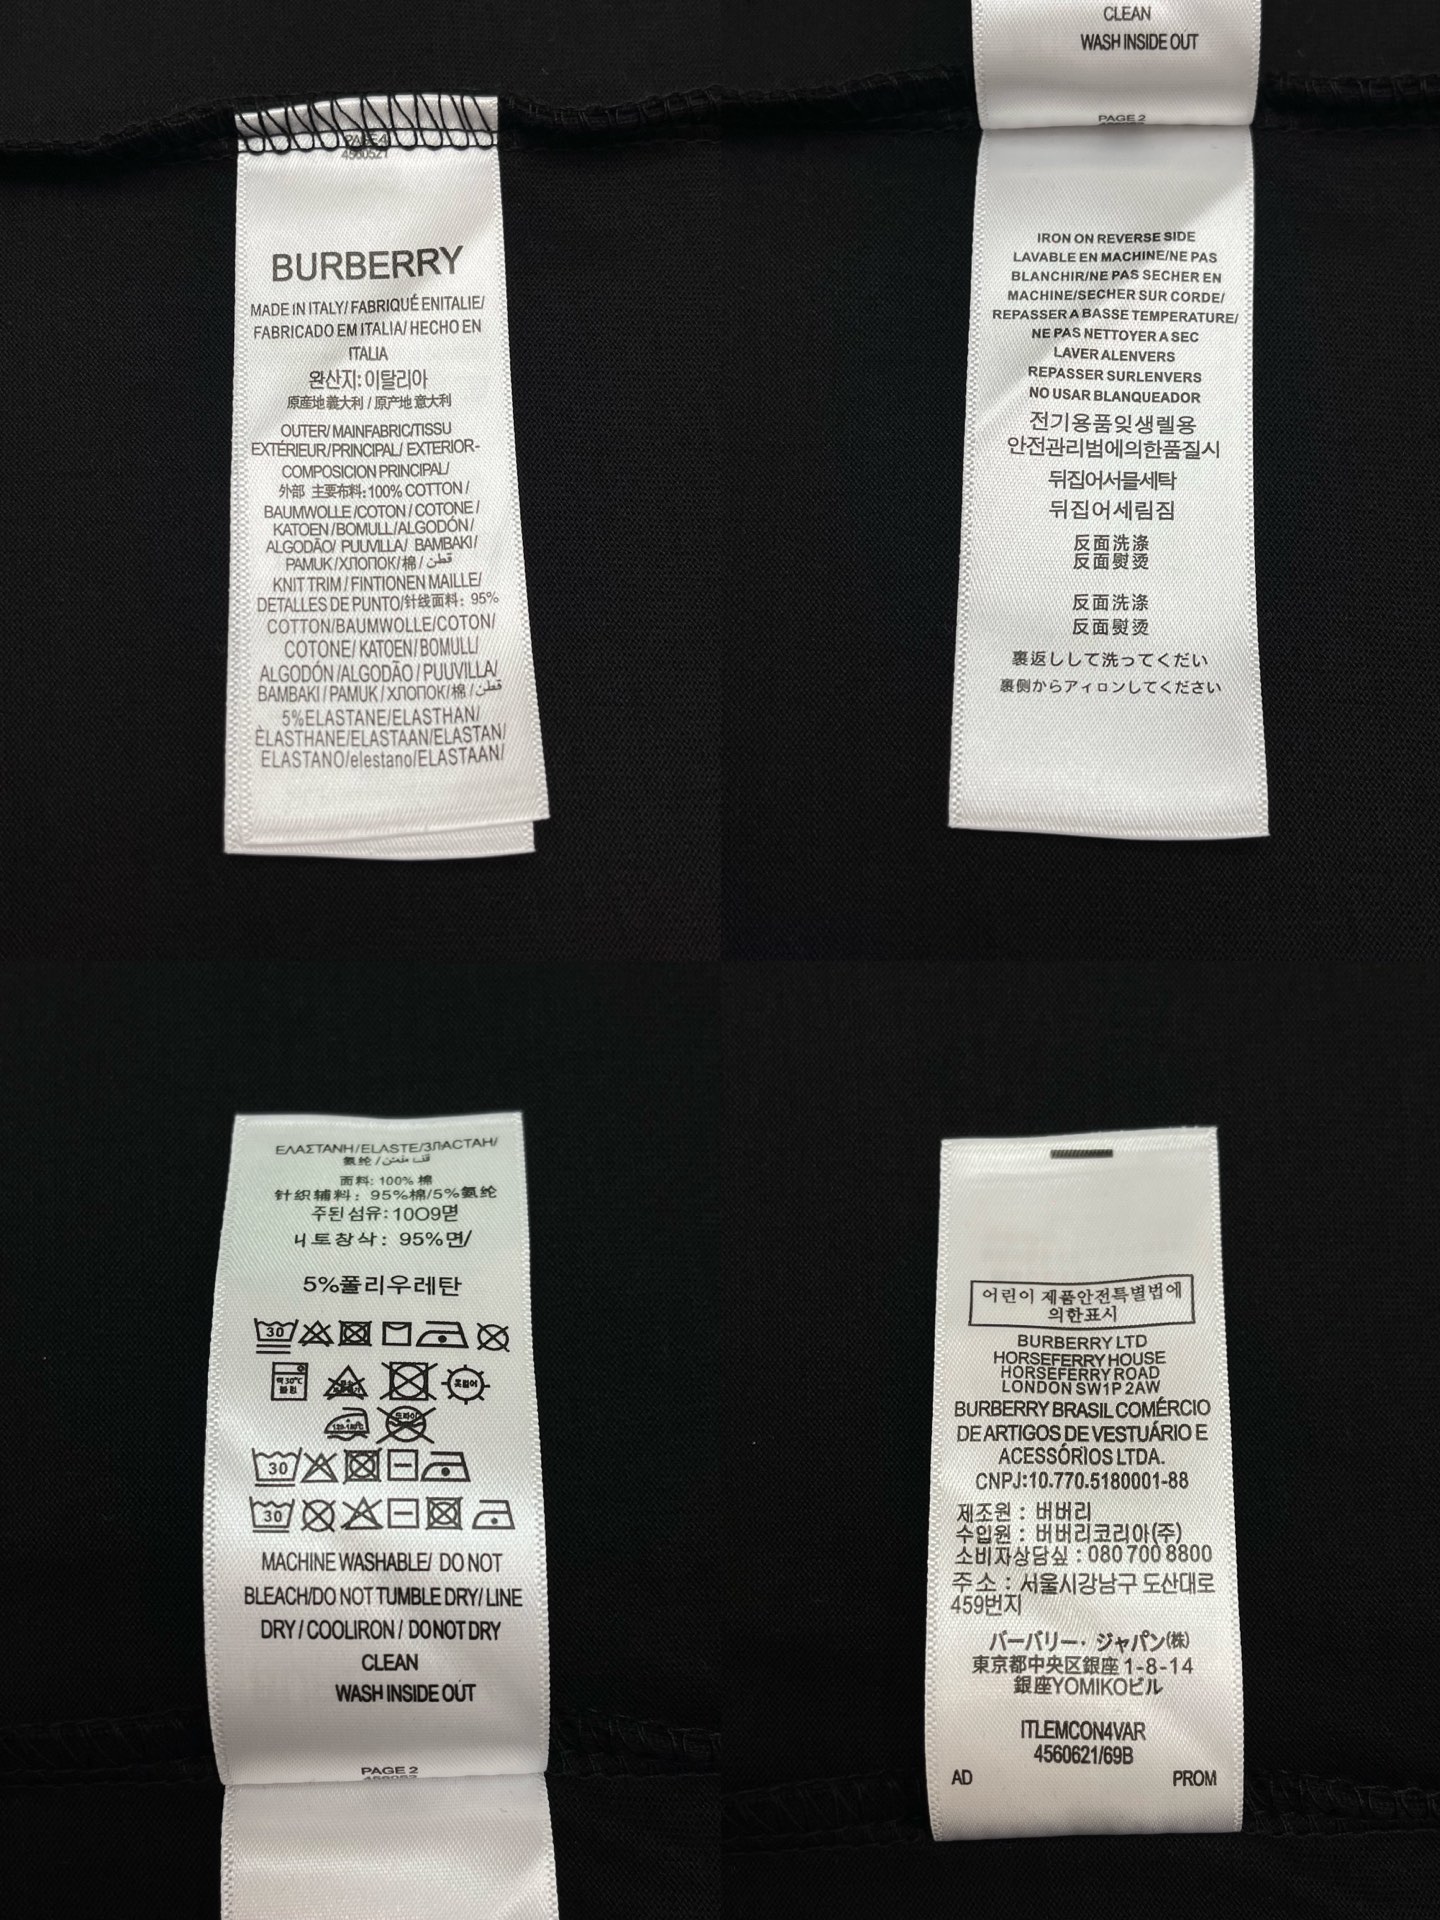 BURBERRY
MADE IN ITALY/ FABRIQUÉ ENITALIE/
FABRICADO EM ITALIA/ HECHO EN
ITALIA
완산지: 이탈리아
原産地義大利 / 原产地意大利
OUTER/ MAINFABRIC/TISSU
EXTÉRIEUR/PRINCIPAL/ EXTERIOR-
COMPOSICION PRINCIPAL/
外部 主要布料: 100% COTTON /
BAUMWOLLE /COTON / COTONE /
KATOEN /BOMULL /ALGODÓN /
ALGODÃO/ PUUVILLA/ BAMBAKI /
PAMUK /ХЛОПОК/棉 / قطن
KNIT TRIM / FINTIONEN MAILLE/
DETALLES DE PUNTO/针线面料: 95%
COTTON/BAUMWOLLE/COTON/
COTONE/ KATOEN/BOMULL/
ALGODÓN /ALGODÃO / PUUVILLA/
BAMBAKI / PAMUK / ХЛОПОК/棉 / قطن
5%ELASTANE/ELASTHAN/
ÈLASTHANE/ELASTAAN/ELASTAN/
ELASTANO/elestano/ELASTAAN/
CLEAN
WASH INSIDE OUT
PAGE 2
IRON ON REVERSE SIDE
LAVABLE EN MACHINE/NE PAS
BLANCHIR/NE PAS SECHER EN
MACHINE/SECHER SUR CORDE/
REPASSER A BASSE TEMPERATURE/
NE PAS NETTOYER A SEC
LAVER ALENVERS
REPASSER SURLENVERS
NO USAR BLANQUEADOR
전기용품및생렐용
안전관리범에의한품질시
뒤집어서믈세탁
뒤집어세림짐
反面洗涤
反面熨烫
反面洗涤
反面熨烫
裏返しして洗ってくだい
裏側からアィロンしてください
ΕΛΑΣΤΑΝΗ/ELASTE/ЗЛАСТАН/
氨纶 /
面料: 100% 棉
针织辅料: 95%棉/5%氨纶
주된 섬유: 10O9몉
니트창삭: 95%면/
5%폴리우레탄
30
30
30
MACHINE WASHABLE/ DO NOT
BLEACH/DO NOT TUMBLE DRY/ LINE
DRY / COOLIRON / DO NOT DRY
CLEAN
WASH INSIDE OUT
PAGE 2
어린이 제품안전특별법에
의한표시
BURBERRY LTD
HORSEFERRY HOUSE
HORSEFERRY ROAD
LONDON SW1P 2AW
BURBERRY BRASIL COMÉRCIO
DE ARTIGOS DE VESTUÁRIO E
ACESSÓRIOS LTDA.
CNPJ:10.770.5180001-88
제조원 : 버버리
수입원 : 버버리코리아(주)
소비자상담싶 : 080 700 8800
주소 : 서울시강남구 도산대로
459번지
バーバリー・ジャパン(株)
東京都中央区銀座 1-8-14
銀座YOMIKOビル
ITLEMCON4VAR
4560621/69B
AD PROM